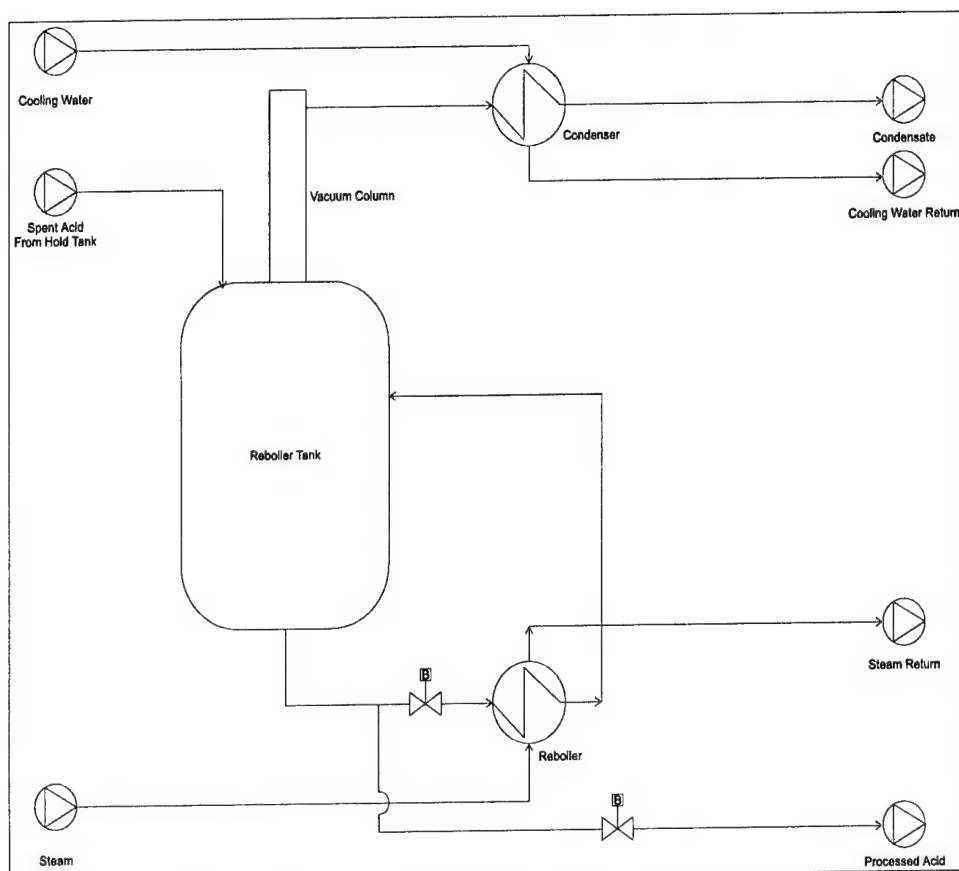 Cooling Water
Condenser
Condensate
Cooling Water Return
Vacuum Column
Spent Acid
From Hold Tank
Reboiler Tank
B
Steam Return
Reboiler
B
Steam
Processed Acid